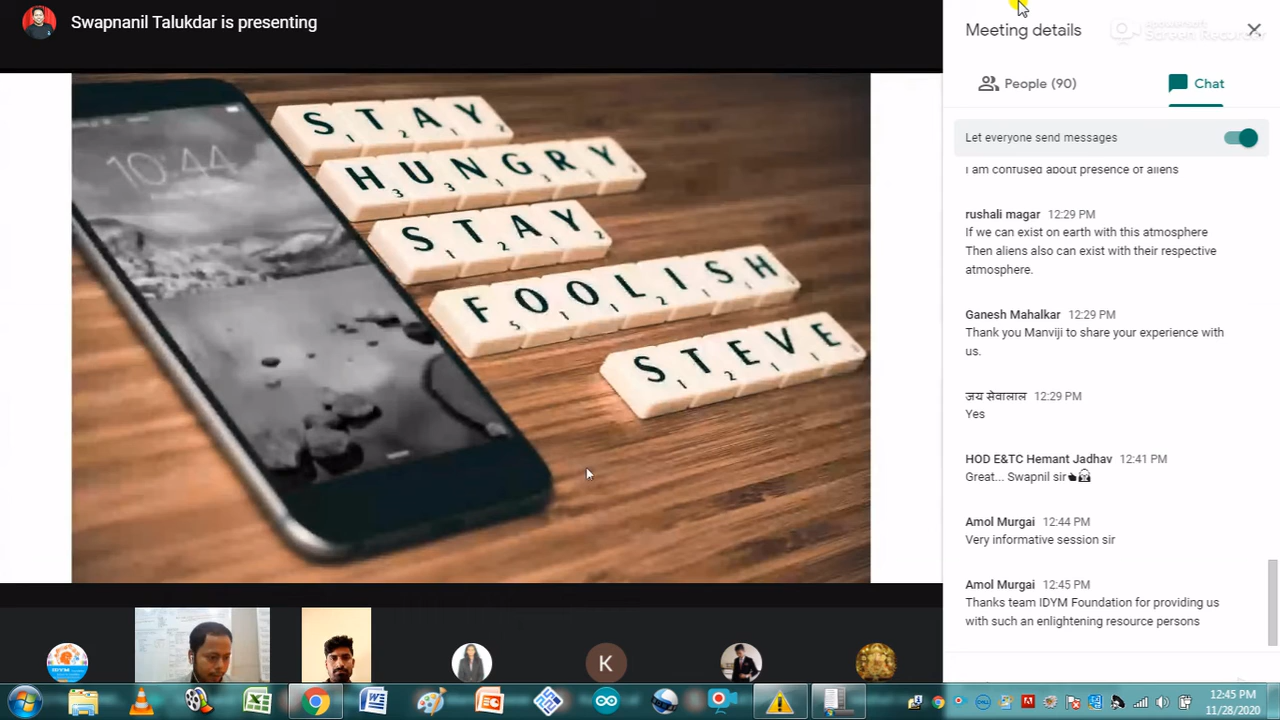 Swapnanil Talukdar is presenting
10:44
STAY
HUNGRY
STAY
FOOLISH
STEVE
K
Meeting details
People (90)
Chat
Let everyone send messages
I am confused about presence of aliens
rushali magar 12:29 PM
If we can exist on earth with this atmosphere
Then aliens also can exist with their respective
atmosphere.
Ganesh Mahalkar 12:29 PM
Thank you Manviji to share your experience with
us.
जय सेवालाल 12:29 PM
Yes
HOD E&TC Hemant Jadhav 12:41 PM
Great... Swapnil sir
Amol Murgai 12:44 PM
Very informative session sir
Amol Murgai 12:45 PM
Thanks team IDYM Foundation for providing us
with such an enlightening resource persons
12:45 PM
11/28/2020